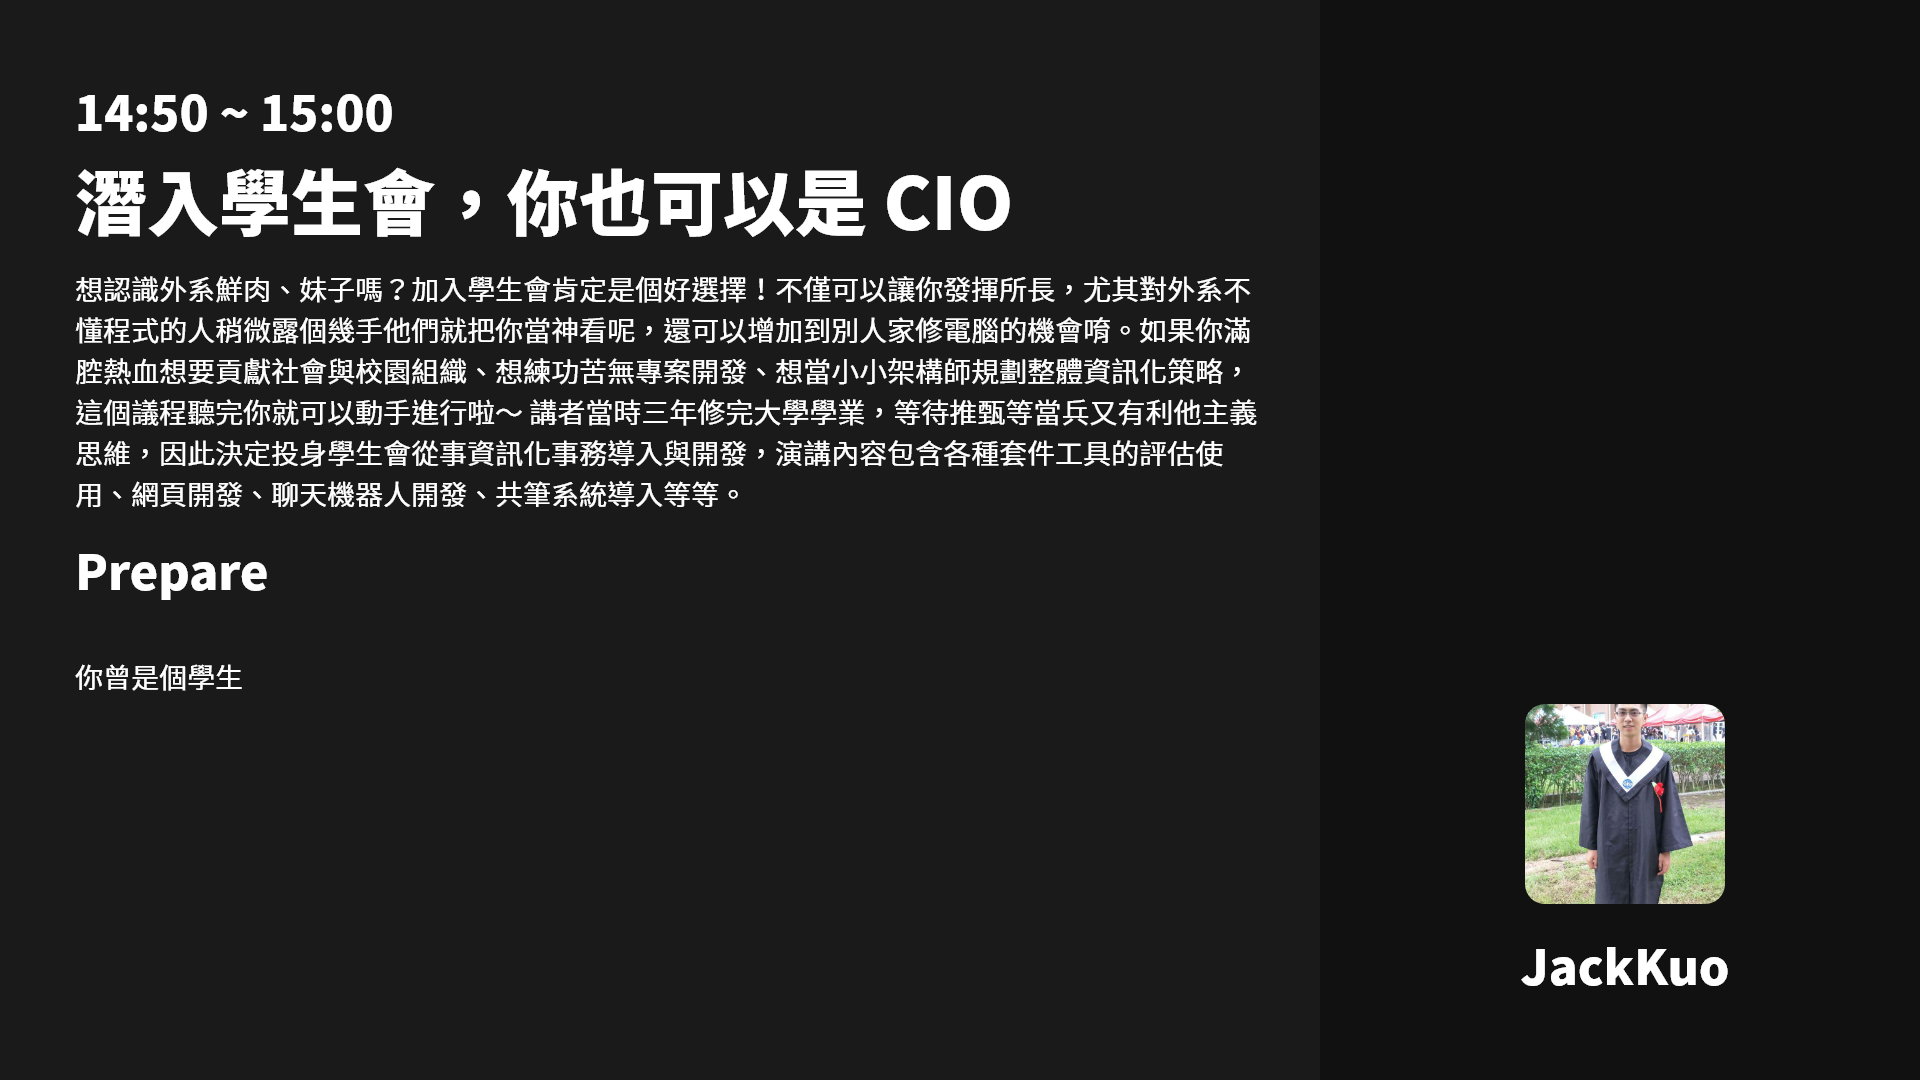 14:50 ~ 15:00
潛入學生會，你也可以是 CIO
想認識外系鮮肉、妹子嗎？加入學生會肯定是個好選擇！不僅可以讓你發揮所長，尤其對外系不
懂程式的人稍微露個幾手他們就把你當神看呢，還可以增加到別人家修電腦的機會唷。如果你滿
腔熱血想要貢獻社會與校園組織、想練功苦無專案開發、想當小小架構師規劃整體資訊化策略，
這個議程聽完你就可以動手進行啦～ 講者當時三年修完大學學業，等待推甄等當兵又有利他主義
思維，因此決定投身學生會從事資訊化事務導入與開發，演講內容包含各種套件工具的評估使
用、網頁開發、聊天機器人開發、共筆系統導入等等。
Prepare
你曾是個學生
JackKuo